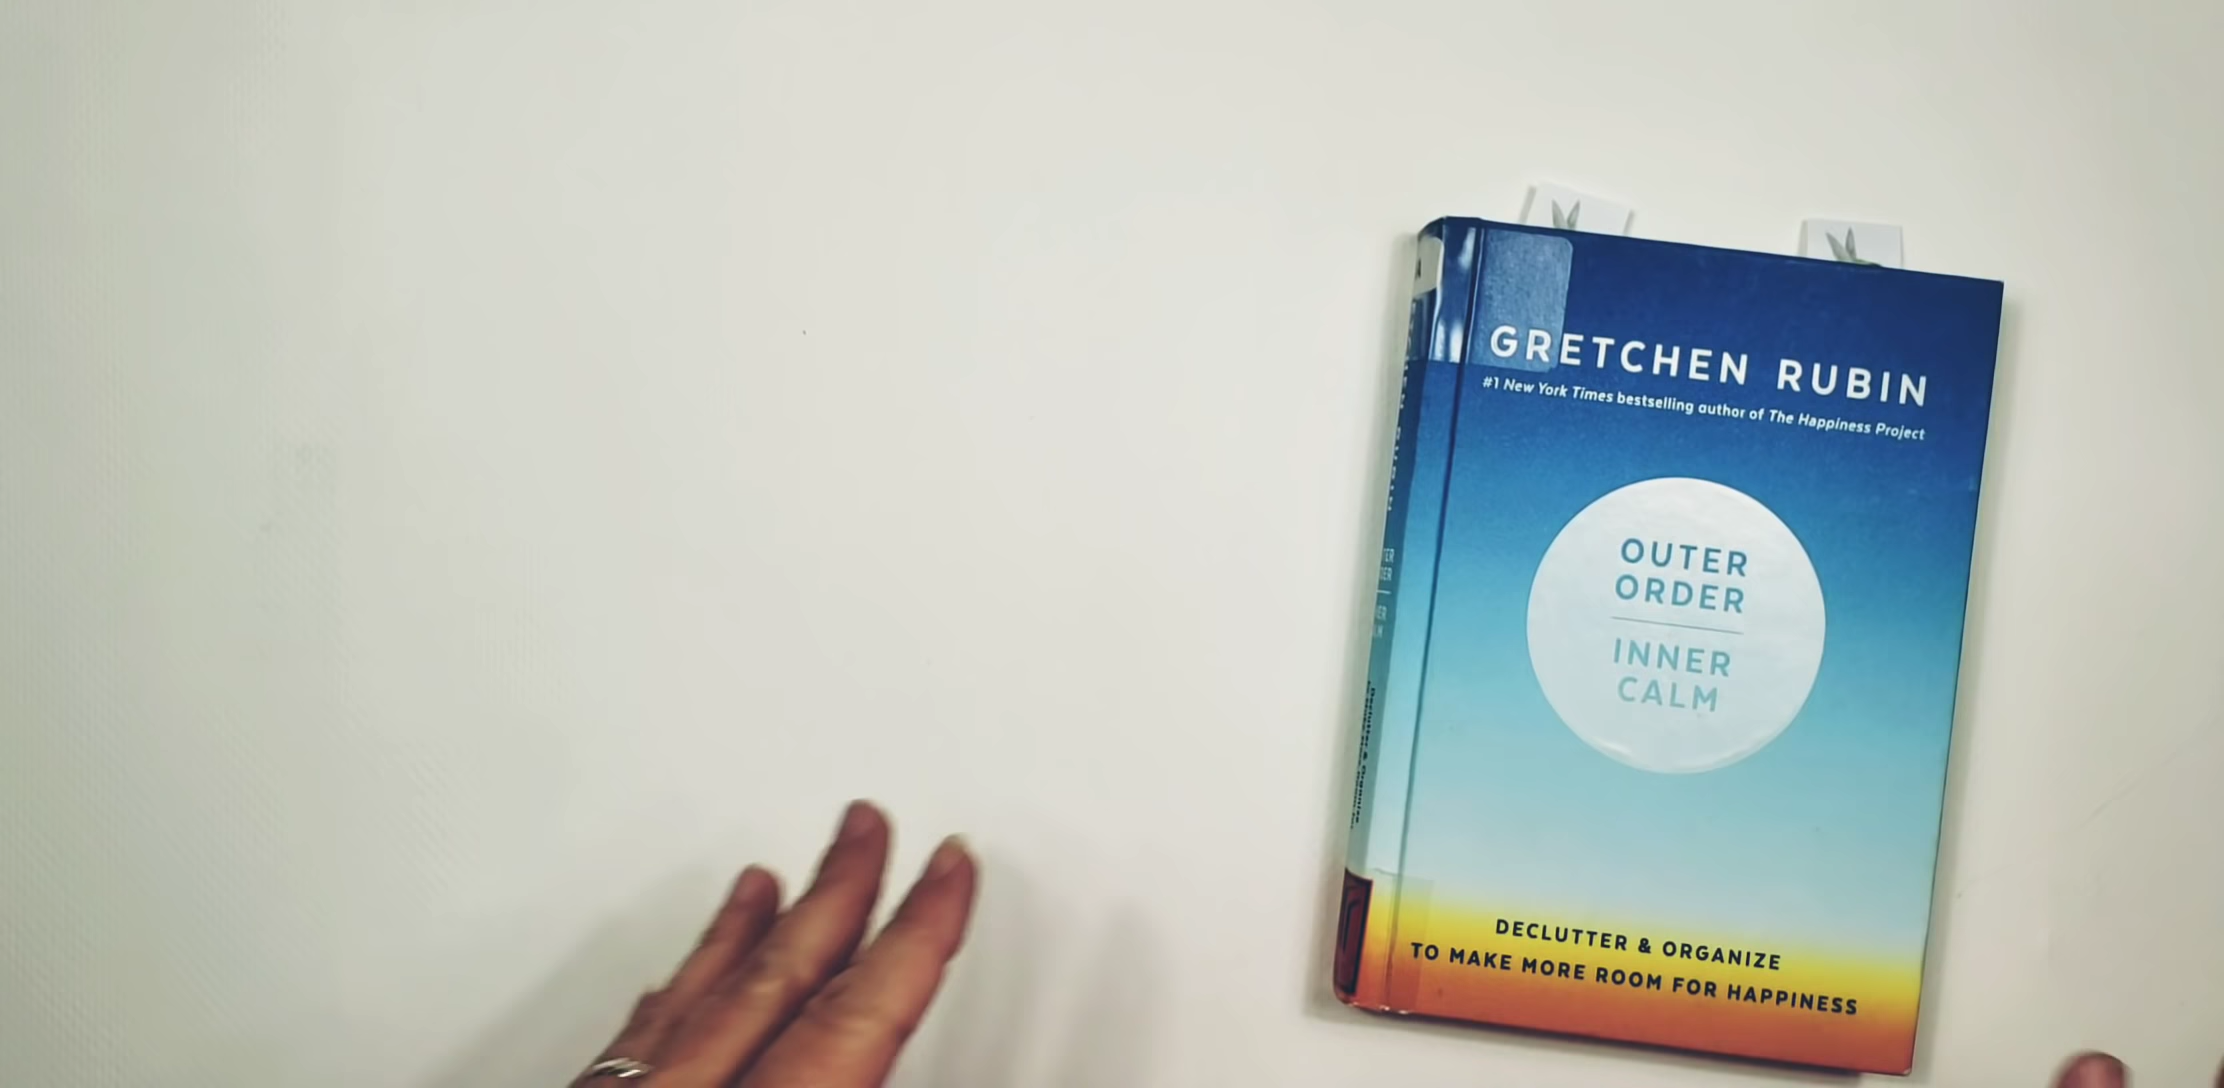 GRETCHEN RUBIN
#1 New York Times bestselling author of The Happiness Project
OUTER
ORDER
INNER
CALM
DECLUTTER & ORGANIZE
TO MAKE MORE ROOM FOR HAPPINESS